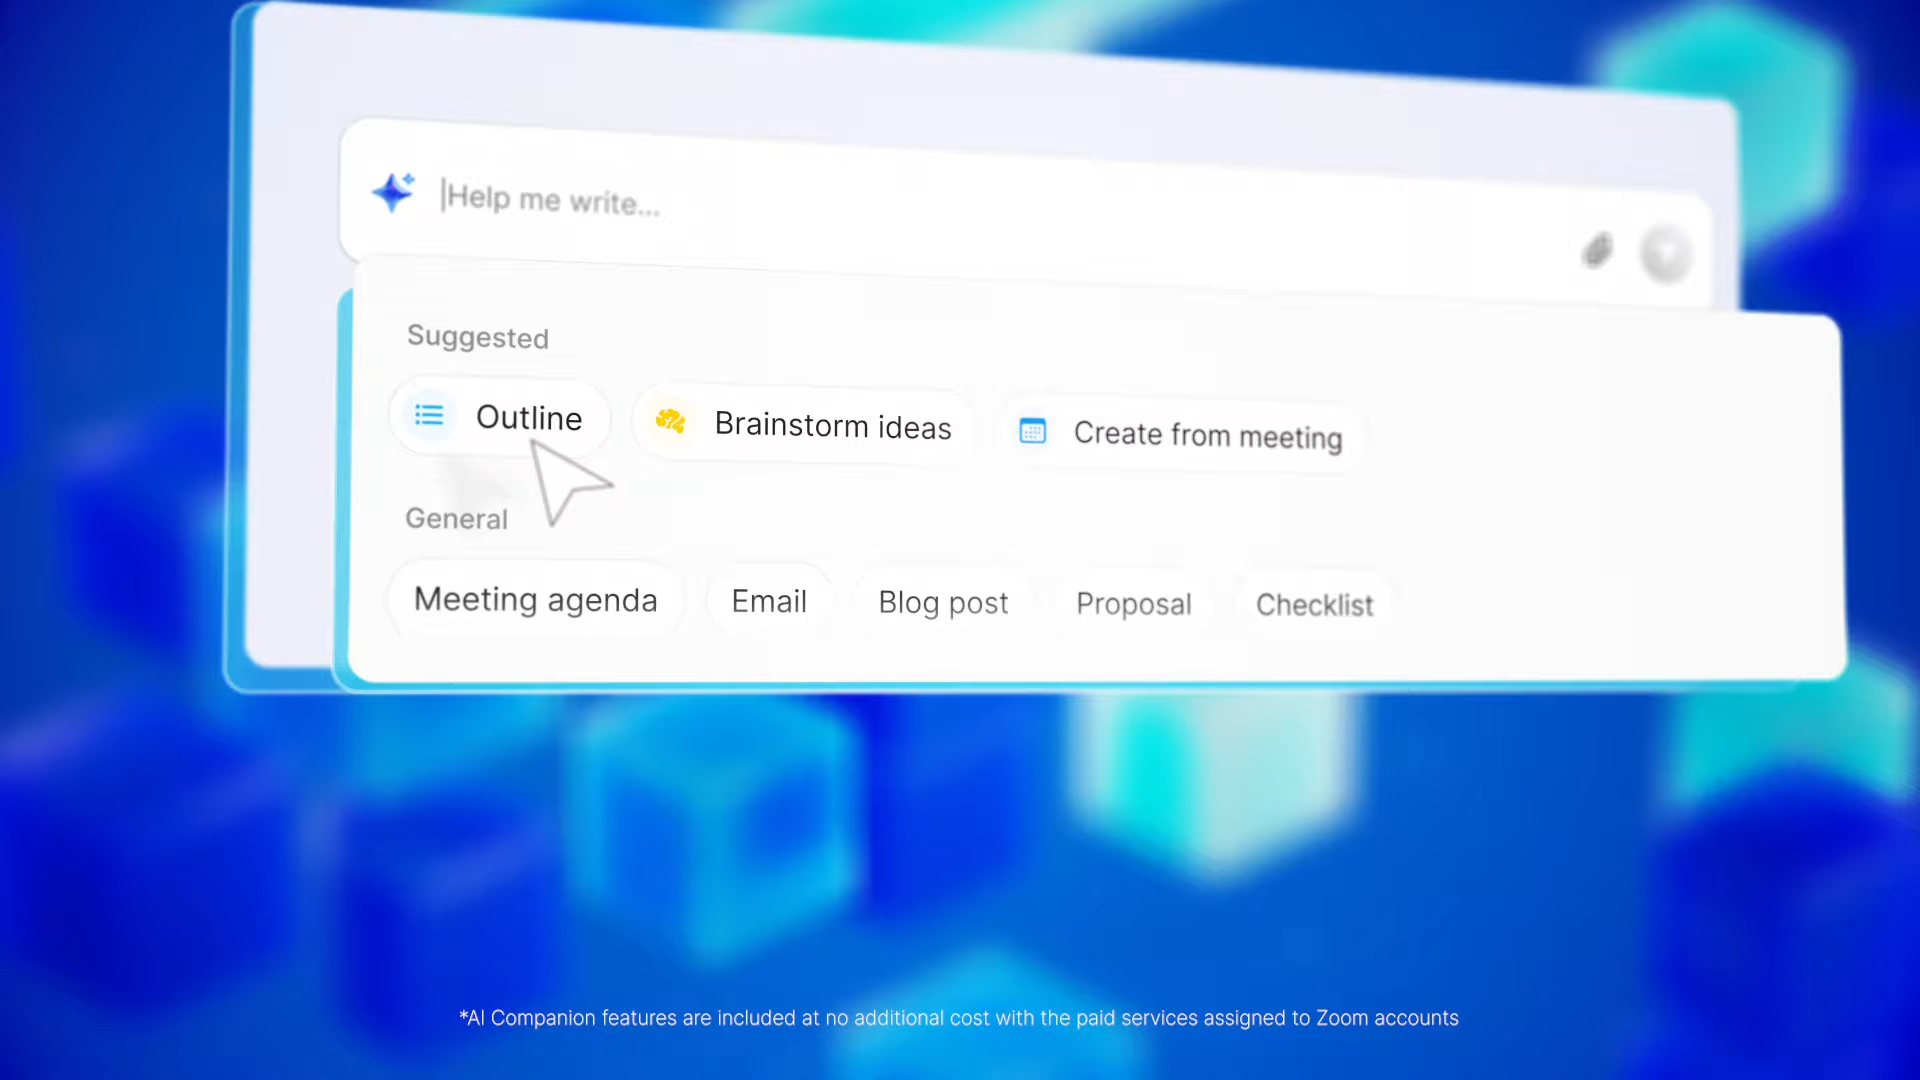 Help me write...
Suggested
Outline Brainstorm ideas Create from meeting
General
Meeting agenda Email Blog post Proposal Checklist
*AI Companion features are included at no additional cost with the paid services assigned to Zoom accounts